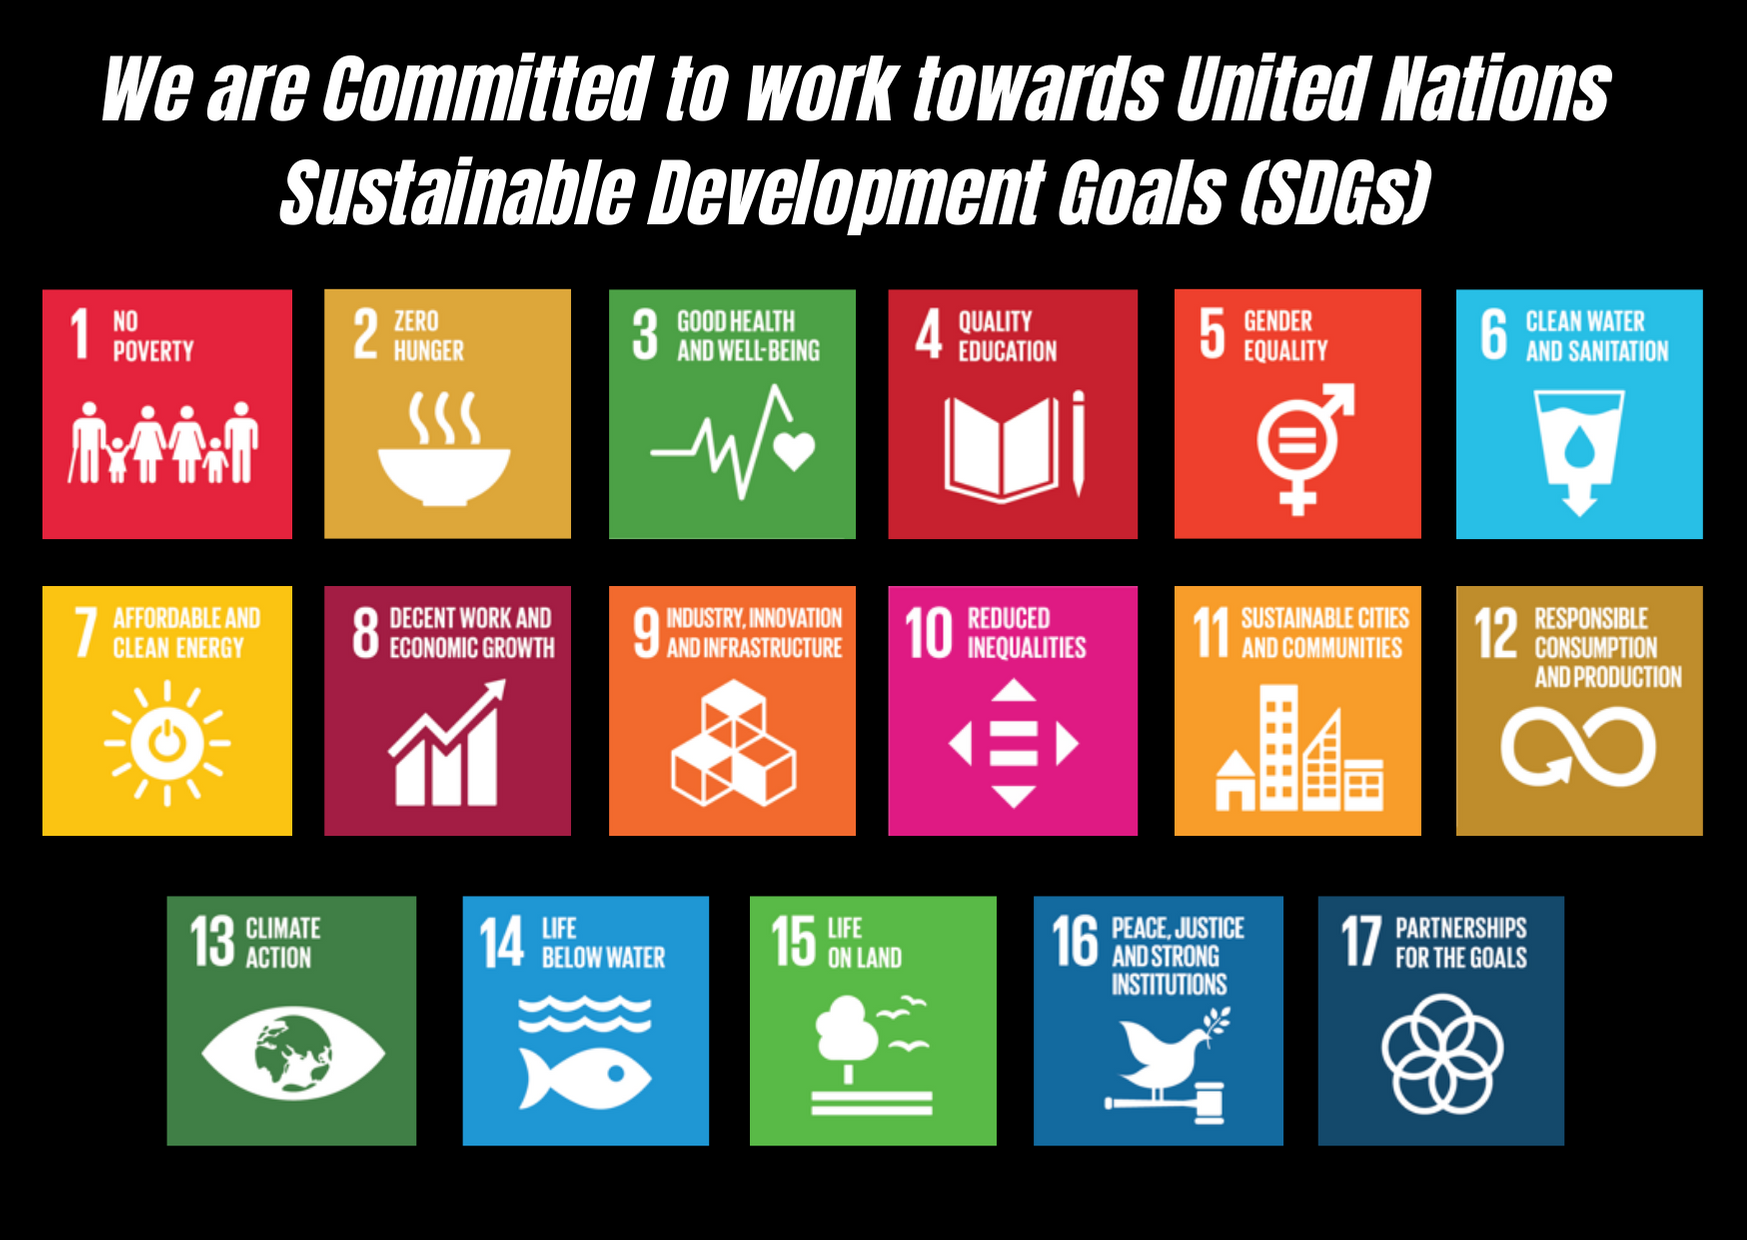 We are Committed to work towards United Nations
Sustainable Development Goals (SDGs)
1 NO
POVERTY
2 ZERO
HUNGER
3 GOOD HEALTH
AND WELL-BEING
4 QUALITY
EDUCATION
5 GENDER
EQUALITY
6 CLEAN WATER
AND SANITATION
7 AFFORDABLE AND
CLEAN ENERGY
8 DECENT WORK AND
ECONOMIC GROWTH
9 INDUSTRY, INNOVATION
AND INFRASTRUCTURE
10 REDUCED
INEQUALITIES
11 SUSTAINABLE CITIES
AND COMMUNITIES
12 RESPONSIBLE
CONSUMPTION
AND PRODUCTION
13 CLIMATE
ACTION
14 LIFE
BELOW WATER
15 LIFE
ON LAND
16 PEACE, JUSTICE
AND STRONG
INSTITUTIONS
17 PARTNERSHIPS
FOR THE GOALS